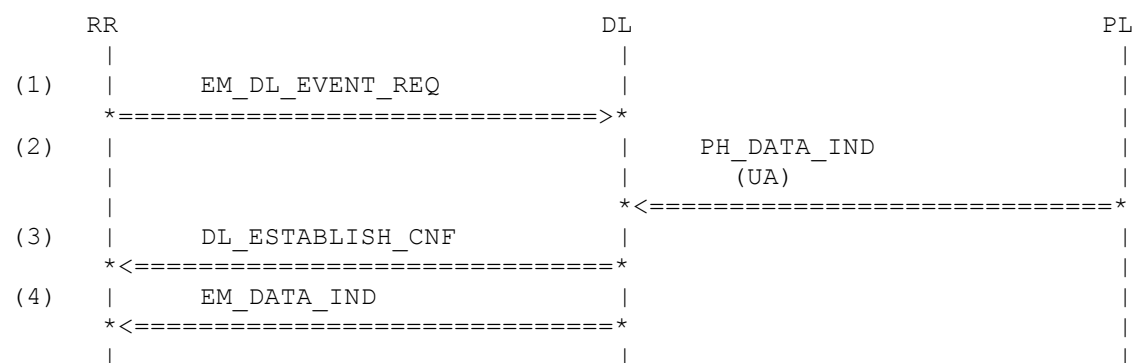 RR                              DL                              PL
      |                               |                               |
(1)   |     EM_DL_EVENT_REQ           |                               |
      *==============================>*                               |
(2)   |                               |    PH_DATA_IND                |
      |                               |      (UA)                     |
      |                               *<==============================*
(3)   |     DL_ESTABLISH_CNF          |                               |
      *<==============================*                               |
(4)   |     EM_DATA_IND               |                               |
      *<==============================*                               |
      |                               |                               |